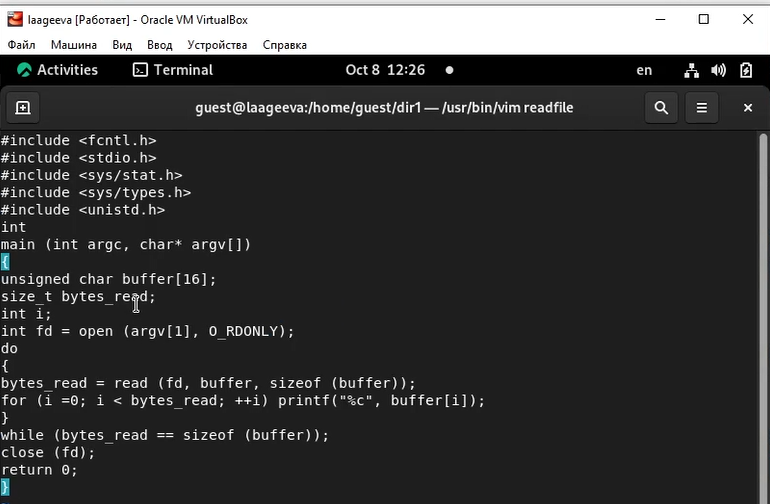 laageeva [Работает] - Oracle VM VirtualBox
Файл Машина Вид Ввод Устройства Справка
Activities Terminal Oct 8 12:26 en
guest@laageeva:/home/guest/dir1 — /usr/bin/vim readfile
#include <fcntl.h>
#include <stdio.h>
#include <sys/stat.h>
#include <sys/types.h>
#include <unistd.h>
int
main (int argc, char* argv[])
{
unsigned char buffer[16];
size_t bytes_read;
int i;
int fd = open (argv[1], O_RDONLY);
do
{
bytes_read = read (fd, buffer, sizeof (buffer));
for (i =0; i < bytes_read; ++i) printf("%c", buffer[i]);
}
while (bytes_read == sizeof (buffer));
close (fd);
return 0;
}